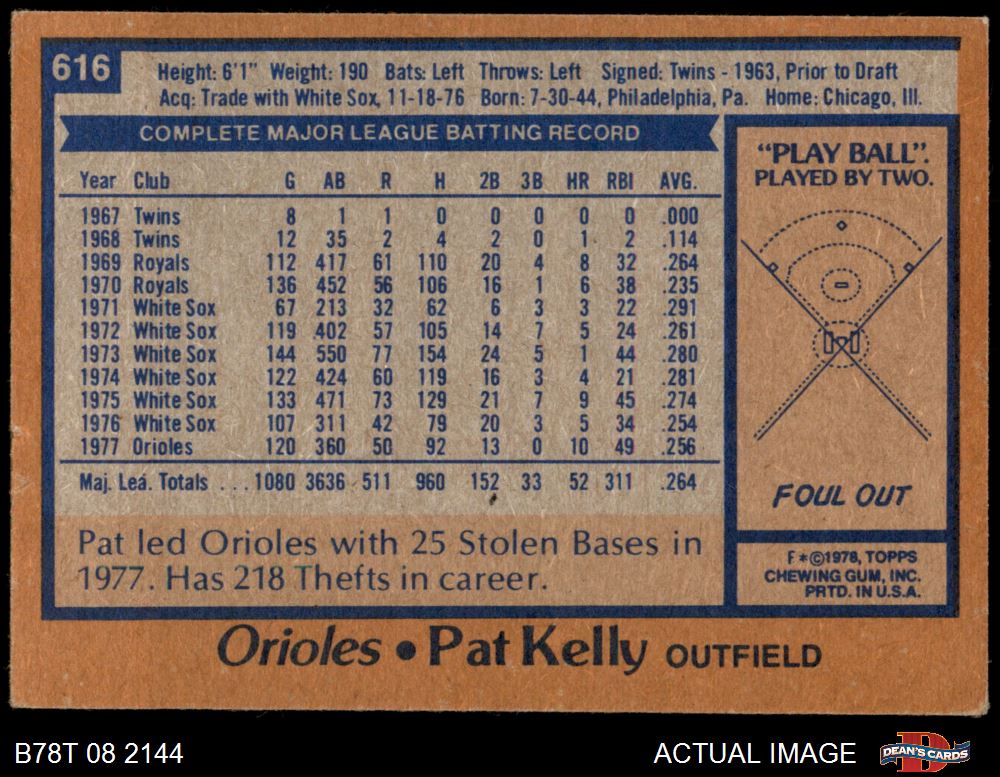 616
Height: 6'1" Weight: 190 Bats: Left Throws: Left Signed: Twins - 1963, Prior to Draft
Acq: Trade with White Sox, 11-18-76 Born: 7-30-44, Philadelphia, Pa. Home: Chicago, Ill.
COMPLETE MAJOR LEAGUE BATTING RECORD
Year Club G AB R H 2B 3B HR RBI AVG.
1967 Twins 8 1 1 0 0 0 0 0 .000
1968 Twins 12 35 2 4 2 0 1 2 .114
1969 Royals 112 417 61 110 20 4 8 32 .264
1970 Royals 136 452 56 106 16 1 6 38 .235
1971 White Sox 67 213 32 62 6 3 3 22 .291
1972 White Sox 119 402 57 105 14 7 5 24 .261
1973 White Sox 144 550 77 154 24 5 1 44 .280
1974 White Sox 122 424 60 119 16 3 4 21 .281
1975 White Sox 133 471 73 129 21 7 9 45 .274
1976 White Sox 107 311 42 79 20 3 5 34 .254
1977 Orioles 120 360 50 92 13 0 10 49 .256
Maj. Lea. Totals ... 1080 3636 511 960 152 33 52 311 .264
Pat led Orioles with 25 Stolen Bases in
1977. Has 218 Thefts in career.
"PLAY BALL".
PLAYED BY TWO.
FOUL OUT
F*©1978, TOPPS
CHEWING GUM, INC.
PRTD. IN U.S.A.
Orioles • Pat Kelly OUTFIELD
B78T 08 2144
ACTUAL IMAGE
D
DEAN'S CARDS